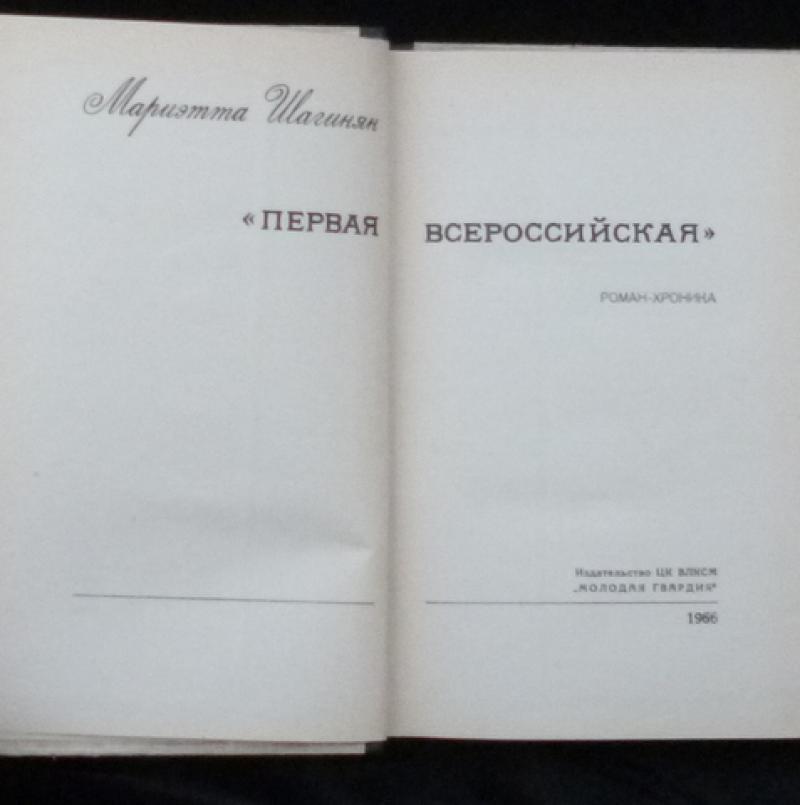 Мариэтта Шагинян
«ПЕРВАЯ ВСЕРОССИЙСКАЯ»
РОМАН-ХРОНИКА
Издательство ЦК ВЛКСМ
„МОЛОДАЯ ГВАРДИЯ"
1966